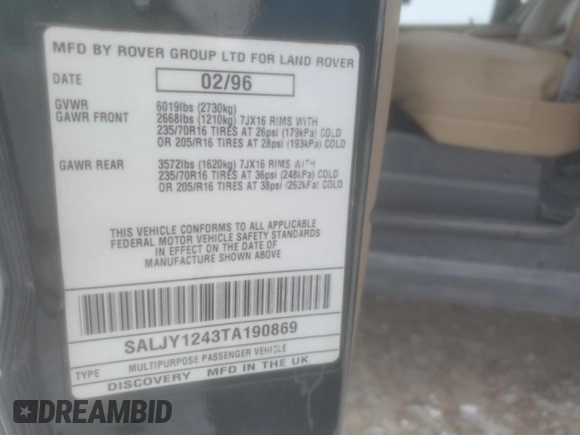 MFD BY ROVER GROUP LTD FOR LAND ROVER
DATE 02/96
GVWR 6019lbs (2730kg)
GAWR FRONT 2668lbs (1210kg) 7JX16 RIMS WITH
235/70R16 TIRES AT 26psi (179kPa) COLD
OR 205/R16 TIRES AT 28psi (193kPa) COLD
GAWR REAR 3572lbs (1620kg) 7JX16 RIMS WITH
235/70R16 TIRES AT 36psi (248kPa) COLD
OR 205/R16 TIRES AT 38psi (262kPa) COLD
THIS VEHICLE CONFORMS TO ALL APPLICABLE
FEDERAL MOTOR VEHICLE SAFETY STANDARDS
IN EFFECT ON THE DATE OF
MANUFACTURE SHOWN ABOVE
SALJY1243TA190869
TYPE MULTIPURPOSE PASSENGER VEHICLE
DISCOVERY MFD IN THE UK
DREAMBID